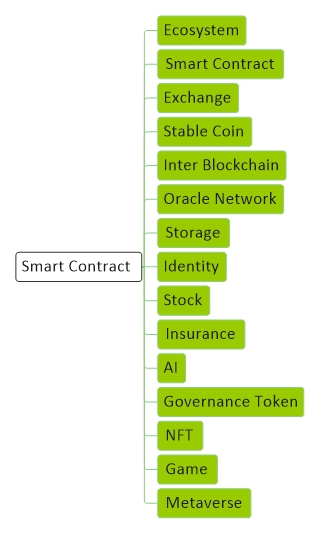 Ecosystem
Smart Contract
Exchange
Stable Coin
Inter Blockchain
Oracle Network
Storage
Smart Contract
Identity
Stock
Insurance
AI
Governance Token
NFT
Game
Metaverse